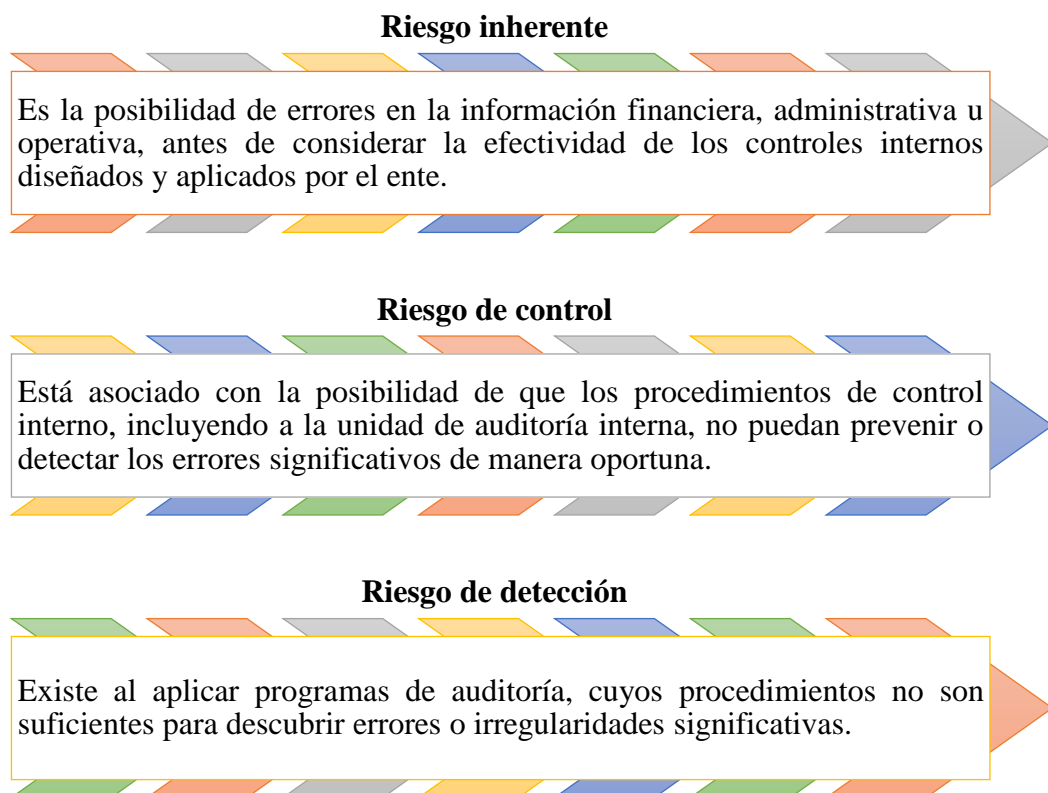 Riesgo inherente
Es la posibilidad de errores en la información financiera, administrativa u
operativa, antes de considerar la efectividad de los controles internos
diseñados y aplicados por el ente.
Riesgo de control
Está asociado con la posibilidad de que los procedimientos de control
interno, incluyendo a la unidad de auditoría interna, no puedan prevenir o
detectar los errores significativos de manera oportuna.
Riesgo de detección
Existe al aplicar programas de auditoría, cuyos procedimientos no son
suficientes para descubrir errores o irregularidades significativas.